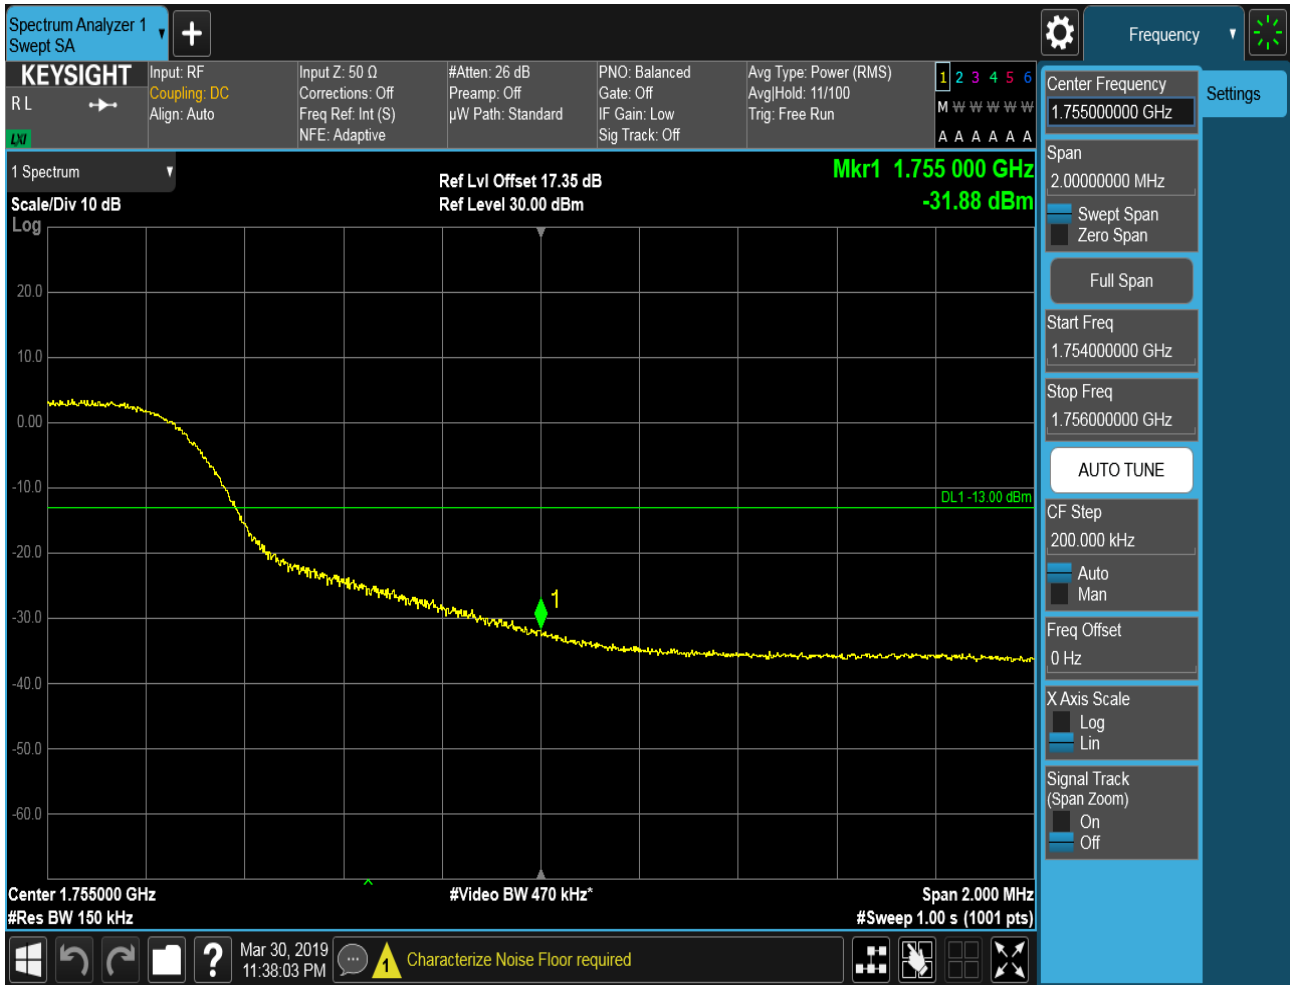 Spectrum Analyzer 1
Swept SA
+
Frequency
KEYSIGHT
R L
LXI
Input: RF
Coupling: DC
Align: Auto
Input Z: 50 Ω
Corrections: Off
Freq Ref: Int (S)
NFE: Adaptive
#Atten: 26 dB
Preamp: Off
µW Path: Standard
PNO: Balanced
Gate: Off
IF Gain: Low
Sig Track: Off
Avg Type: Power (RMS)
Avg|Hold: 11/100
Trig: Free Run
1 2 3 4 5 6
M W W W W W
A A A A A A
1 Spectrum
Scale/Div 10 dB
Log
Ref Lvl Offset 17.35 dB
Ref Level 30.00 dBm
Mkr1 1.755 000 GHz
-31.88 dBm
20.0
10.0
0.00
-10.0
-20.0
-30.0
-40.0
-50.0
-60.0
DL1 -13.00 dBm
1
Center 1.755000 GHz
#Res BW 150 kHz
#Video BW 470 kHz*
Span 2.000 MHz
#Sweep 1.00 s (1001 pts)
Center Frequency
1.755000000 GHz
Settings
Span
2.00000000 MHz
Swept Span
Zero Span
Full Span
Start Freq
1.754000000 GHz
Stop Freq
1.756000000 GHz
AUTO TUNE
CF Step
200.000 kHz
Auto
Man
Freq Offset
0 Hz
X Axis Scale
Log
Lin
Signal Track
(Span Zoom)
On
Off
?
Mar 30, 2019
11:38:03 PM
1
Characterize Noise Floor required